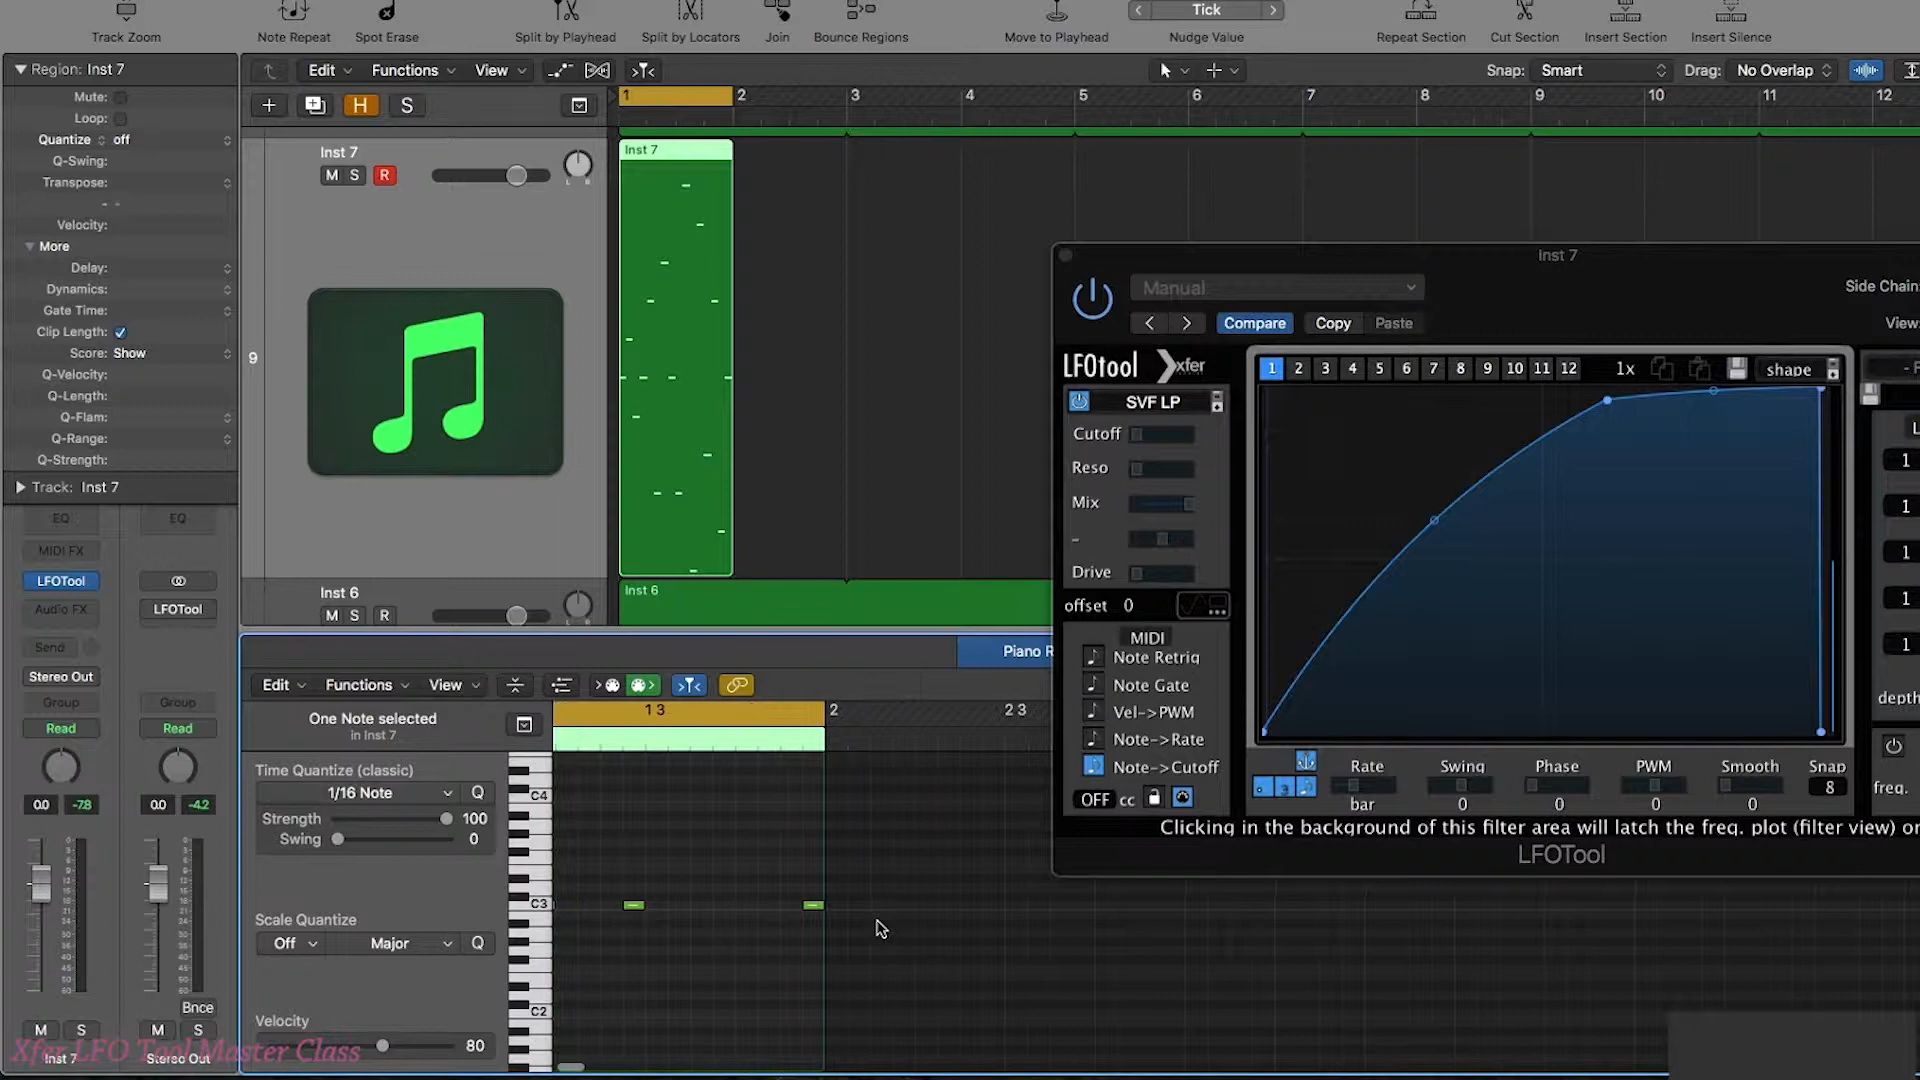 Tick
Track Zoom
Note Repeat
Spot Erase
Split by Playhead
Split by Locators
Join
Bounce Regions
Move to Playhead
Nudge Value
Repeat Section
Cut Section
Insert Section
Insert Silence
Region: Inst 7
Edit
Functions
View
Snap:
Smart
Drag:
No Overlap
Mute:
Loop:
Quantize
off
Q-Swing:
Transpose:
Velocity:
More
Delay:
Dynamics:
Gate Time:
Clip Length:
Score: Show
Q-Velocity:
Q-Length:
Q-Flam:
Q-Range:
Q-Strength:
Track: Inst 7
H
S
1
2
3
4
5
6
7
8
9
10
11
12
Inst 7
M S R
L R
9
Inst 7
Inst 6
M S R
Inst 6
Inst 7
Manual
Side Chain:
Compare
Copy
Paste
View:
LFOtool
xfer
1 2 3 4 5 6 7 8 9 10 11 12
1x
shape
SVF LP
Cutoff
Reso
Mix
-
Drive
offset 0
MIDI
Note Retrig
Note Gate
Vel->PWM
Note->Rate
Note->Cutoff
OFF cc
3
Rate
bar
Swing
0
Phase
0
PWM
0
Smooth
0
Snap
8
1
1
1
1
1
depth
freq.
Clicking in the background of this filter area will latch the freq. plot (filter view) or
LFOTool
EQ
EQ
MIDI FX
LFOTool
Audio FX
LFOTool
Send
Stereo Out
Group
Group
Read
Read
0.0
-7.8
0.0
-4.2
Bnce
M S
M S
Inst 7
Stereo Out
Piano R
Edit
Functions
View
One Note selected
in Inst 7
1 3
2
2 3
Time Quantize (classic)
1/16 Note
Q
Strength
100
Swing
0
Scale Quantize
Off
Major
Q
Velocity
80
C4
C3
C2
Xfer LFO Tool Master Class